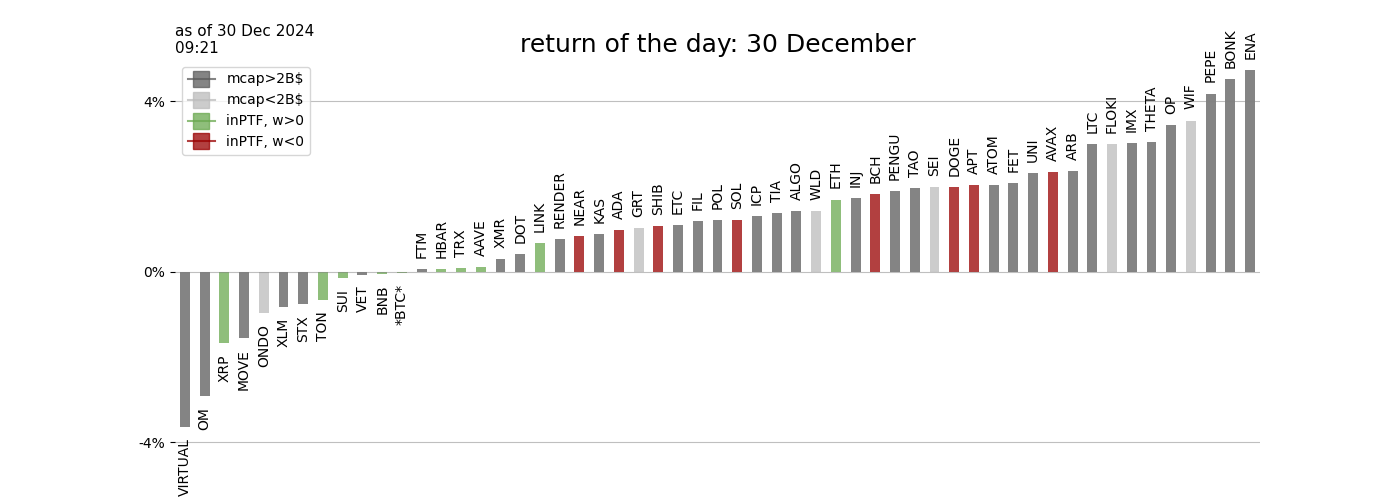 as of 30 Dec 2024
09:21
return of the day: 30 December
mcap>2B$
mcap<2B$
inPTF, w>0
inPTF, w<0
4%
0%
-4%
VIRTUAL
OM
XRP
MOVE
ONDO
XLM
STX
TON
SUI
VET
BNB
*BTC*
FTM
HBAR
TRX
AAVE
XMR
DOT
LINK
RENDER
NEAR
KAS
ADA
GRT
SHIB
ETC
FIL
POL
SOL
ICP
TIA
ALGO
WLD
ETH
INJ
BCH
PENGU
TAO
SEI
DOGE
APT
ATOM
FET
UNI
AVAX
ARB
LTC
FLOKI
IMX
THETA
OP
WIF
PEPE
BONK
ENA